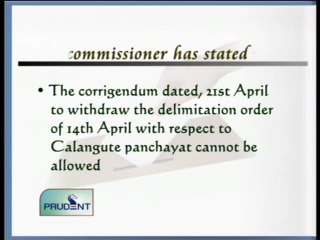 commissioner has stated
• The corrigendum dated, 21st April
to withdraw the delimitation order
of 14th April with respect to
Calangute panchayat cannot be
allowed
PRUDENT